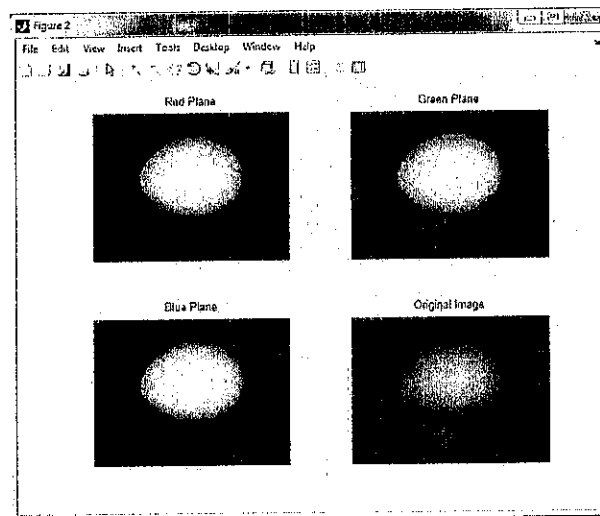 Figure 2
File Edit View Insert Tools Desktop Window Help
Red Plane
Green Plane
Blue Plane
Original Image